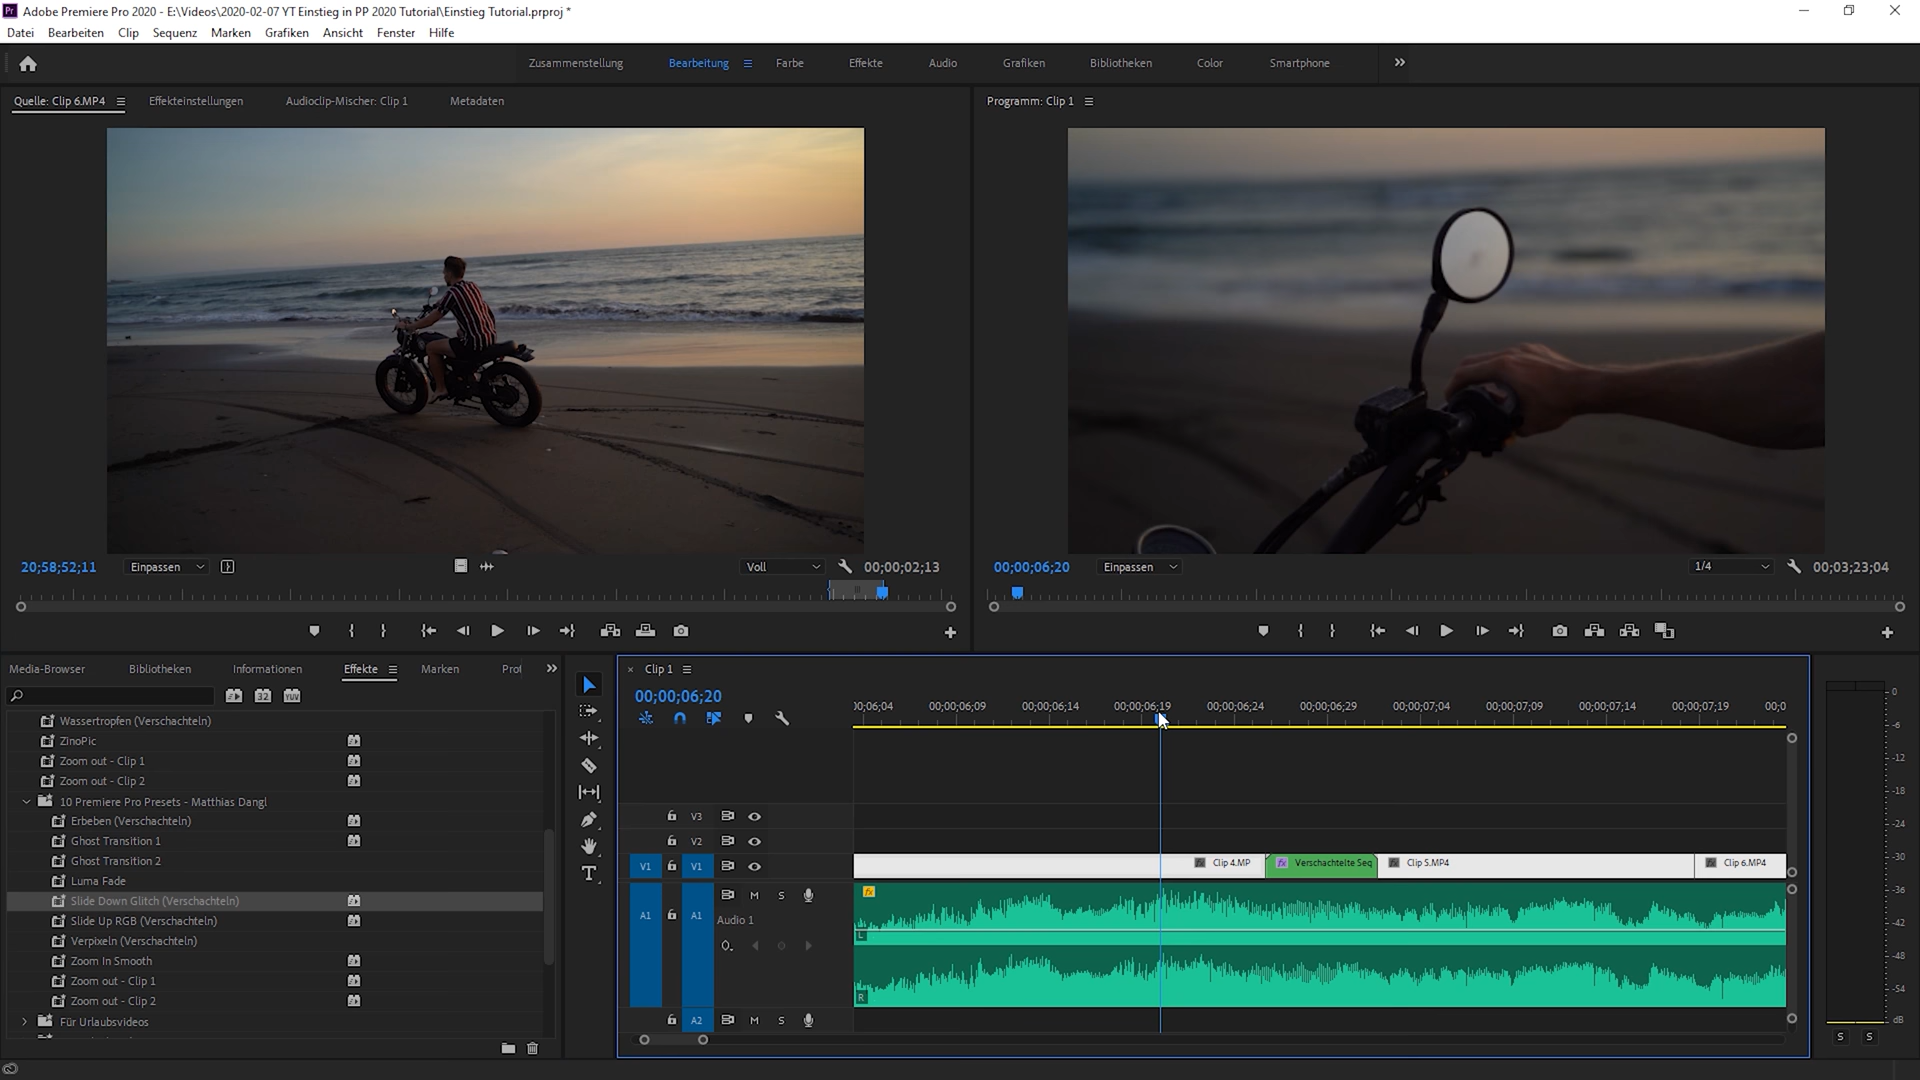 Adobe Premiere Pro 2020 - E:\Videos\2020-02-07 YT Einstieg in PP 2020 Tutorial\Einstieg Tutorial.prproj *
Datei Bearbeiten Clip Sequenz Marken Grafiken Ansicht Fenster Hilfe
Zusammenstellung Bearbeitung Farbe Effekte Audio Grafiken Bibliotheken Color Smartphone
Quelle: Clip 6.MP4 Effekteinstellungen Audioclip-Mischer: Clip 1 Metadaten
Programm: Clip 1
20;58;52;11 Einpassen Voll 00;00;02;13
00;00;06;20 Einpassen 1/4 00;03;23;04
Media-Browser Bibliotheken Informationen Effekte Marken Prof
Wassertropfen (Verschachteln)
ZinoPic
Zoom out - Clip 1
Zoom out - Clip 2
10 Premiere Pro Presets - Matthias Dangl
Erbeben (Verschachteln)
Ghost Transition 1
Ghost Transition 2
Luma Fade
Slide Down Glitch (Verschachteln)
Slide Up RGB (Verschachteln)
Verpixeln (Verschachteln)
Zoom In Smooth
Zoom out - Clip 1
Zoom out - Clip 2
Für Urlaubsvideos
Clip 1
00;00;06;20
00;06;04 00;00;06;09 00;00;06;14 00;00;06;19 00;00;06;24 00;00;06;29 00;00;07;04 00;00;07;09 00;00;07;14 00;00;07;19 00;0
V3
V2
V1 V1 Clip 4.MP Verschachtelte Seq Clip 5.MP4 Clip 6.MP4
M S
A1 A1 Audio 1
L
R
A2 M S
0
-6
-12
-18
-24
-30
-36
-42
-48
-54
dB
S S